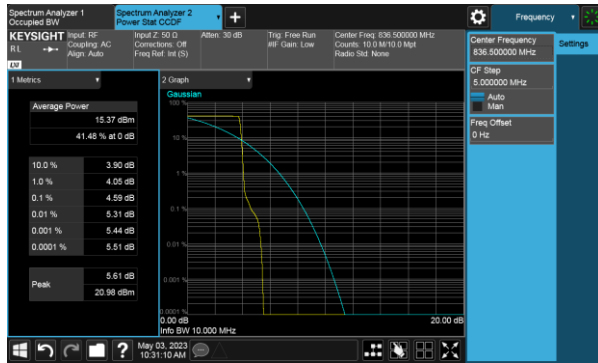 Spectrum Analyzer 1
Occupied BW
Spectrum Analyzer 2
Power Stat CCDF
+
Frequency
KEYSIGHT
RL
LXI
Input: RF
Coupling: AC
Align: Auto
Input Z: 50 Ω
Corrections: Off
Freq Ref: Int (S)
Atten: 30 dB
Trig: Free Run
#IF Gain: Low
Center Freq: 836.500000 MHz
Counts: 10.0 M/10.0 Mpt
Radio Std: None
Center Frequency
836.500000 MHz
Settings
CF Step
5.000000 MHz
Auto
Man
Freq Offset
0 Hz
1 Metrics
Average Power
15.37 dBm
41.48 % at 0 dB
10.0 % 3.90 dB
1.0 % 4.05 dB
0.1 % 4.59 dB
0.01 % 5.31 dB
0.001 % 5.44 dB
0.0001 % 5.51 dB
Peak
5.61 dB
20.98 dBm
2 Graph
Gaussian
100 %
10 %
1 %
0.1 %
0.01 %
0.001 %
0.0001 %
0.00 dB
20.00 dB
Info BW 10.000 MHz
?
May 03, 2023
10:31:10 AM